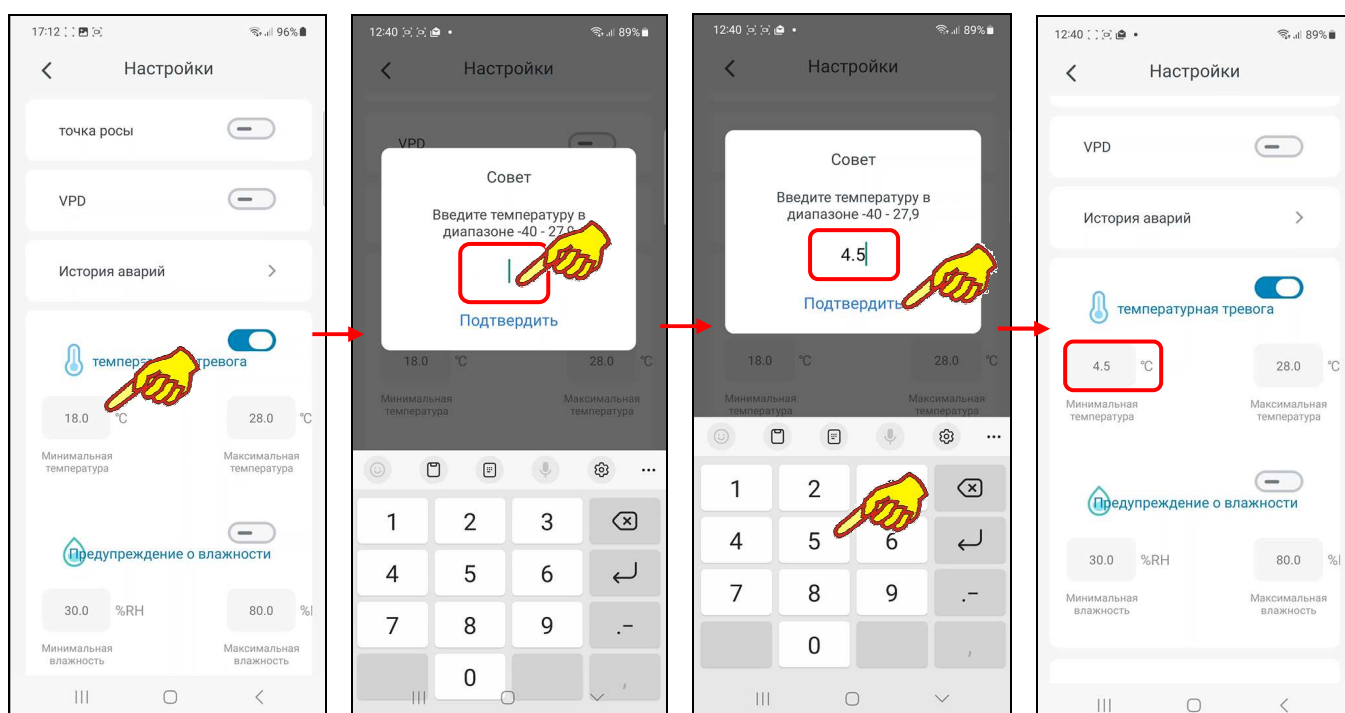 17:12
96%
Настройки
точка росы
VPD
История аварий
температурная тревога
18.0 °C
28.0 °C
Минимальная
температура
Максимальная
температура
Предупреждение о влажности
30.0 %RH
80.0 %
Минимальная
влажность
Максимальная
влажность
12:40
89%
Настройки
VPD
Совет
Введите температуру в
диапазоне -40 - 27,9
Подтвердить
18.0 °C
28.0 °C
Минимальная
температура
Максимальная
температура
1 2 3
4 5 6
7 8 9 .-
0 ,
12:40
89%
Настройки
Совет
Введите температуру в
диапазоне -40 - 27,9
4.5
Подтвердить
18.0 °C
28.0 °C
Минимальная
температура
Максимальная
температура
1 2
4 5 6
7 8 9 .-
0 ,
12:40
89%
Настройки
VPD
История аварий
температурная тревога
4.5 °C
28.0 °C
Минимальная
температура
Максимальная
температура
Предупреждение о влажности
30.0 %RH
80.0 %
Минимальная
влажность
Максимальная
влажность